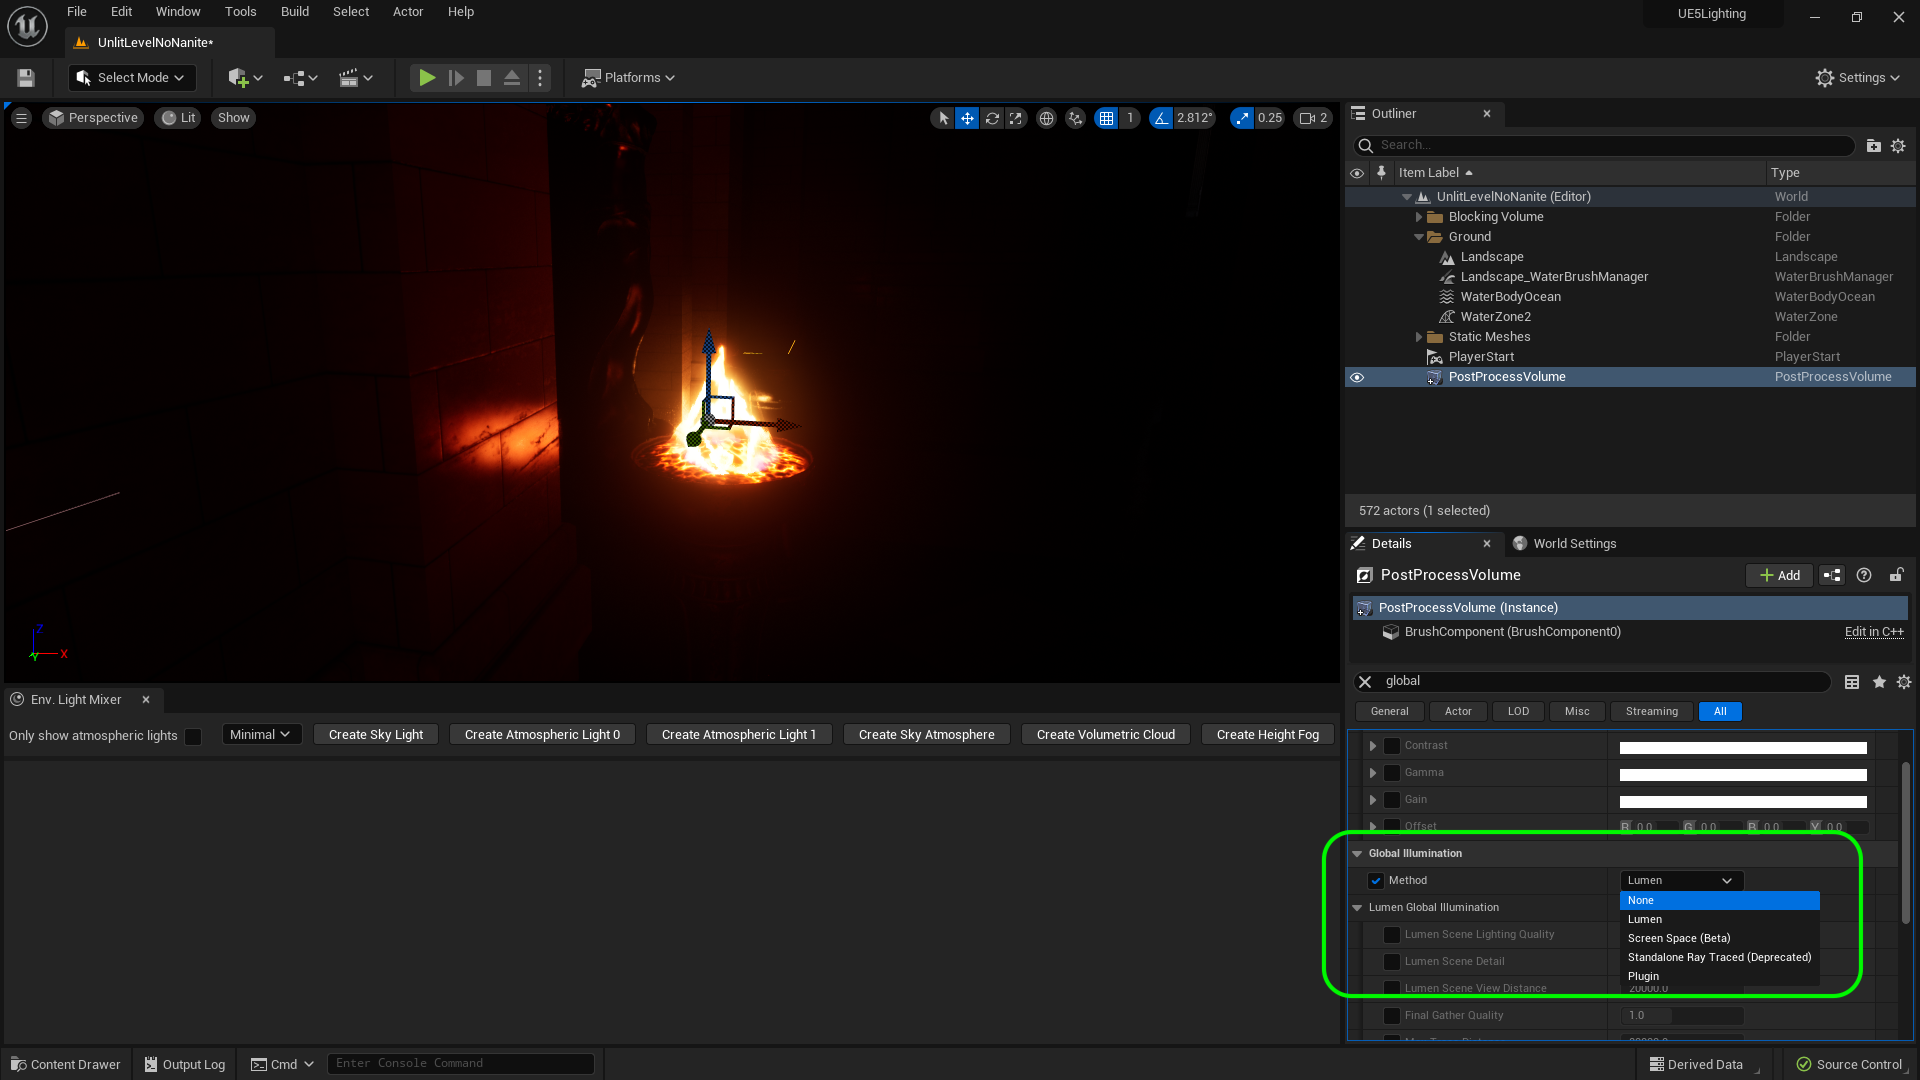 File Edit Window Tools Build Select Actor Help
UE5Lighting
UnlitLevelNoNanite*
Select Mode
Platforms
Settings
Perspective Lit Show
1 2.812° 0.25 2
Outliner
Search...
Item Label Type
UnlitLevelNoNanite (Editor) World
Blocking Volume Folder
Ground Folder
Landscape Landscape
Landscape_WaterBrushManager WaterBrushManager
WaterBodyOcean WaterBodyOcean
WaterZone2 WaterZone
Static Meshes Folder
PlayerStart PlayerStart
PostProcessVolume PostProcessVolume
572 actors (1 selected)
Details World Settings
PostProcessVolume Add
PostProcessVolume (Instance)
BrushComponent (BrushComponent0) Edit in C++
global
General Actor LOD Misc Streaming All
Contrast
Gamma
Gain
Offset R 0.0 G 0.0 B 0.0 Y 0.0
Global Illumination
Method Lumen
None
Lumen Global Illumination
Lumen
Lumen Scene Lighting Quality
Screen Space (Beta)
Lumen Scene Detail
Standalone Ray Traced (Deprecated)
Plugin
Lumen Scene View Distance 20000.0
Final Gather Quality 1.0
Z
X
Y
Env. Light Mixer
Only show atmospheric lights Minimal Create Sky Light Create Atmospheric Light 0 Create Atmospheric Light 1 Create Sky Atmosphere Create Volumetric Cloud Create Height Fog
Content Drawer Output Log Cmd Enter Console Command Derived Data Source Control